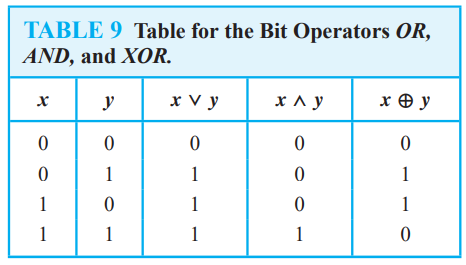 TABLE 9 Table for the Bit Operators OR,
AND, and XOR.
x y x ∨ y x ∧ y x ⊕ y
0 0 0 0 0
0 1 1 0 1
1 0 1 0 1
1 1 1 1 0